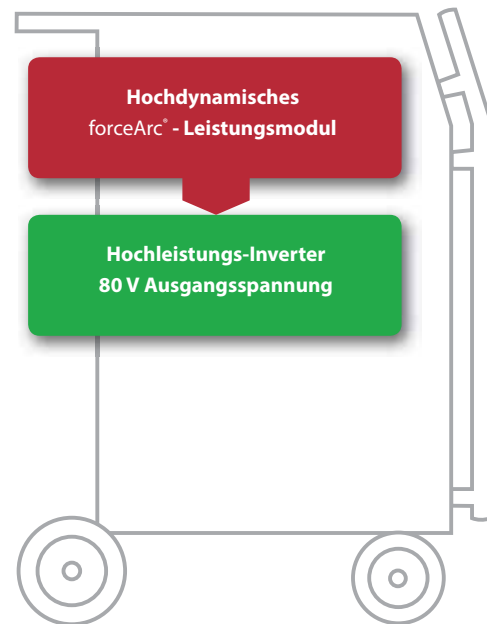 Hochdynamisches
forceArc® - Leistungsmodul
Hochleistungs-Inverter
80 V Ausgangsspannung